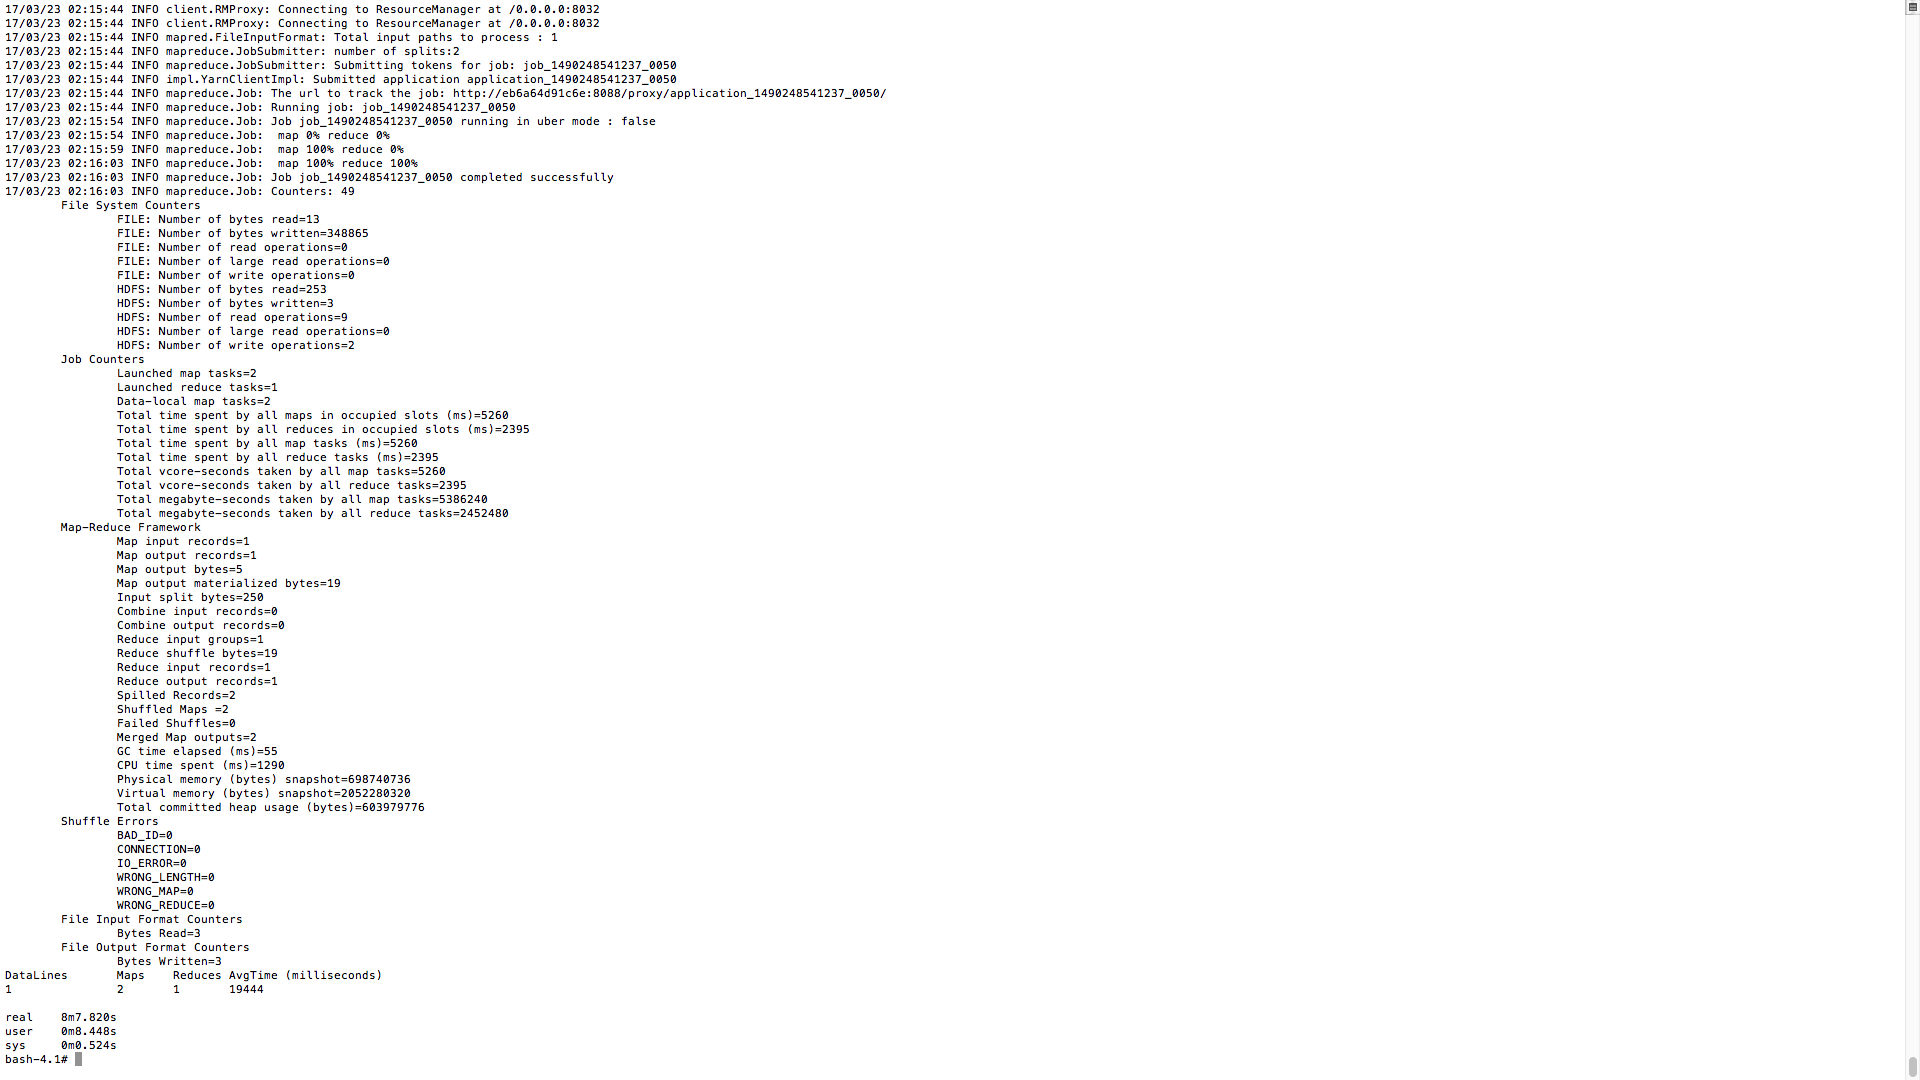 17/03/23 02:15:44 INFO client.RMProxy: Connecting to ResourceManager at /0.0.0.0:8032
17/03/23 02:15:44 INFO client.RMProxy: Connecting to ResourceManager at /0.0.0.0:8032
17/03/23 02:15:44 INFO mapred.FileInputFormat: Total input paths to process : 1
17/03/23 02:15:44 INFO mapreduce.JobSubmitter: number of splits:2
17/03/23 02:15:44 INFO mapreduce.JobSubmitter: Submitting tokens for job: job_1490248541237_0050
17/03/23 02:15:44 INFO impl.YarnClientImpl: Submitted application application_1490248541237_0050
17/03/23 02:15:44 INFO mapreduce.Job: The url to track the job: http://eb6a64d91c6e:8088/proxy/application_1490248541237_0050/
17/03/23 02:15:44 INFO mapreduce.Job: Running job: job_1490248541237_0050
17/03/23 02:15:54 INFO mapreduce.Job: Job job_1490248541237_0050 running in uber mode : false
17/03/23 02:15:54 INFO mapreduce.Job:  map 0% reduce 0%
17/03/23 02:15:59 INFO mapreduce.Job:  map 100% reduce 0%
17/03/23 02:16:03 INFO mapreduce.Job:  map 100% reduce 100%
17/03/23 02:16:03 INFO mapreduce.Job: Job job_1490248541237_0050 completed successfully
17/03/23 02:16:03 INFO mapreduce.Job: Counters: 49
File System Counters
FILE: Number of bytes read=13
FILE: Number of bytes written=348865
FILE: Number of read operations=0
FILE: Number of large read operations=0
FILE: Number of write operations=0
HDFS: Number of bytes read=253
HDFS: Number of bytes written=3
HDFS: Number of read operations=9
HDFS: Number of large read operations=0
HDFS: Number of write operations=2
Job Counters
Launched map tasks=2
Launched reduce tasks=1
Data-local map tasks=2
Total time spent by all maps in occupied slots (ms)=5260
Total time spent by all reduces in occupied slots (ms)=2395
Total time spent by all map tasks (ms)=5260
Total time spent by all reduce tasks (ms)=2395
Total vcore-seconds taken by all map tasks=5260
Total vcore-seconds taken by all reduce tasks=2395
Total megabyte-seconds taken by all map tasks=5386240
Total megabyte-seconds taken by all reduce tasks=2452480
Map-Reduce Framework
Map input records=1
Map output records=1
Map output bytes=5
Map output materialized bytes=19
Input split bytes=250
Combine input records=0
Combine output records=0
Reduce input groups=1
Reduce shuffle bytes=19
Reduce input records=1
Reduce output records=1
Spilled Records=2
Shuffled Maps =2
Failed Shuffles=0
Merged Map outputs=2
GC time elapsed (ms)=55
CPU time spent (ms)=1290
Physical memory (bytes) snapshot=698740736
Virtual memory (bytes) snapshot=2052280320
Total committed heap usage (bytes)=603979776
Shuffle Errors
BAD_ID=0
CONNECTION=0
IO_ERROR=0
WRONG_LENGTH=0
WRONG_MAP=0
WRONG_REDUCE=0
File Input Format Counters
Bytes Read=3
File Output Format Counters
Bytes Written=3
DataLines Maps Reduces AvgTime (milliseconds)
1 2 1 19444
real 8m7.820s
user 0m8.448s
sys 0m0.524s
bash-4.1#